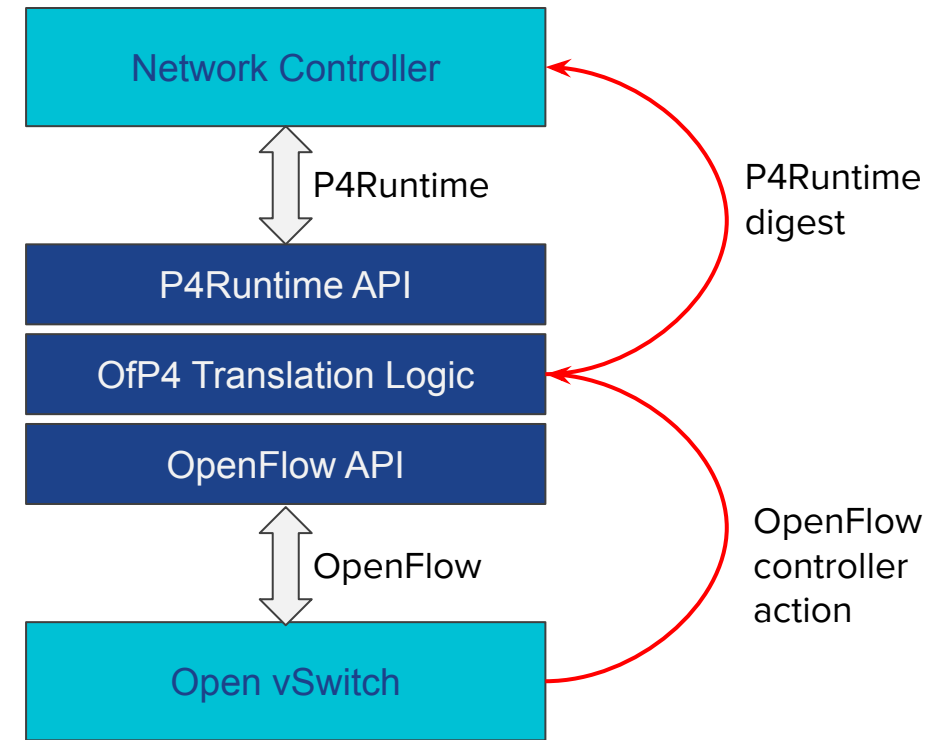 Network Controller
P4Runtime
P4Runtime
digest
P4Runtime API
OfP4 Translation Logic
OpenFlow API
OpenFlow
OpenFlow
controller
action
Open vSwitch